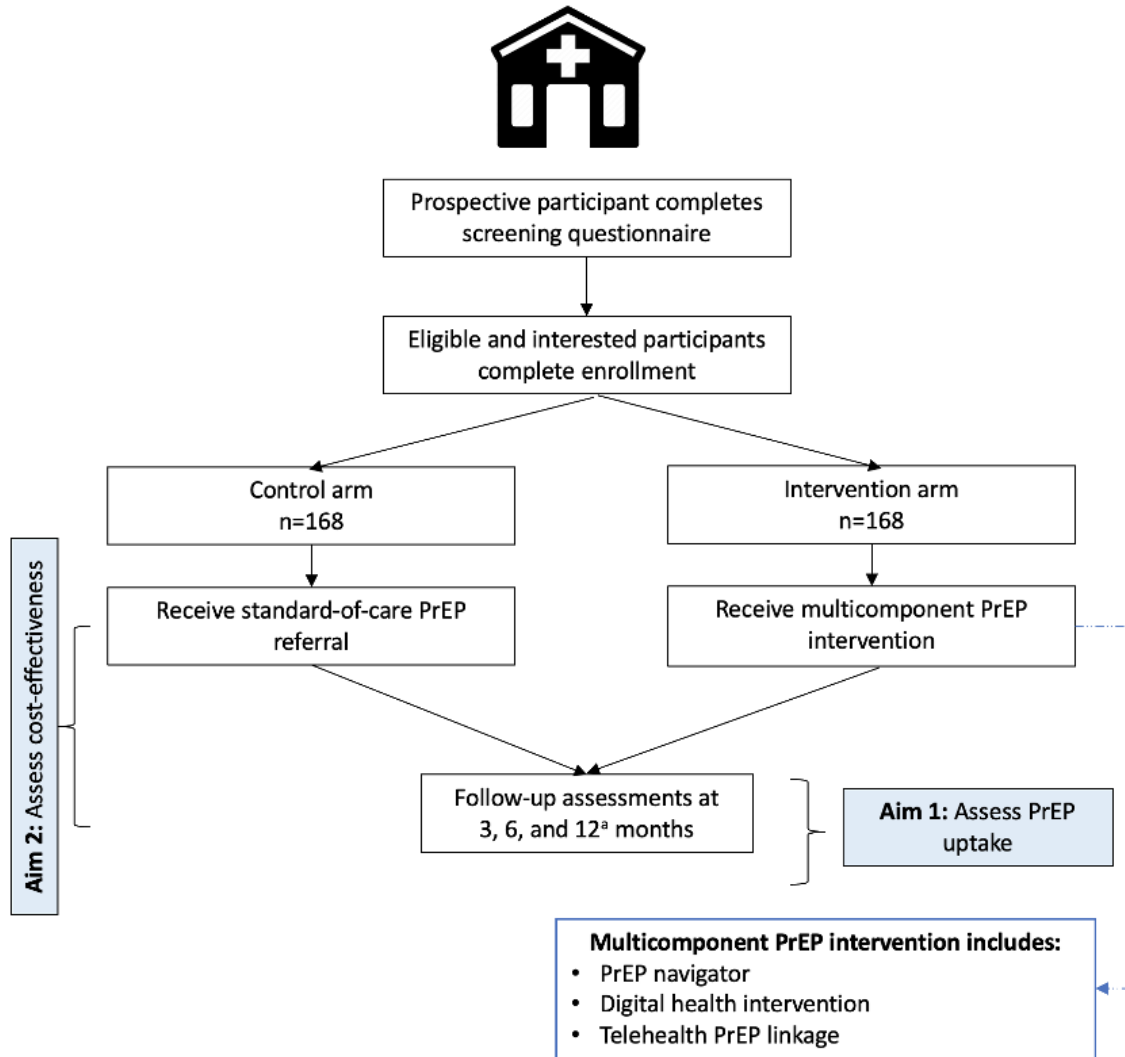 Prospective participant completes
screening questionnaire
Eligible and interested participants
complete enrollment
Control arm
n=168
Intervention arm
n=168
Receive standard-of-care PrEP
referral
Receive multicomponent PrEP
intervention
Aim 2: Assess cost-effectiveness
Follow-up assessments at
3, 6, and 12ᵃ months
Aim 1: Assess PrEP
uptake
Multicomponent PrEP intervention includes:
• PrEP navigator
• Digital health intervention
• Telehealth PrEP linkage